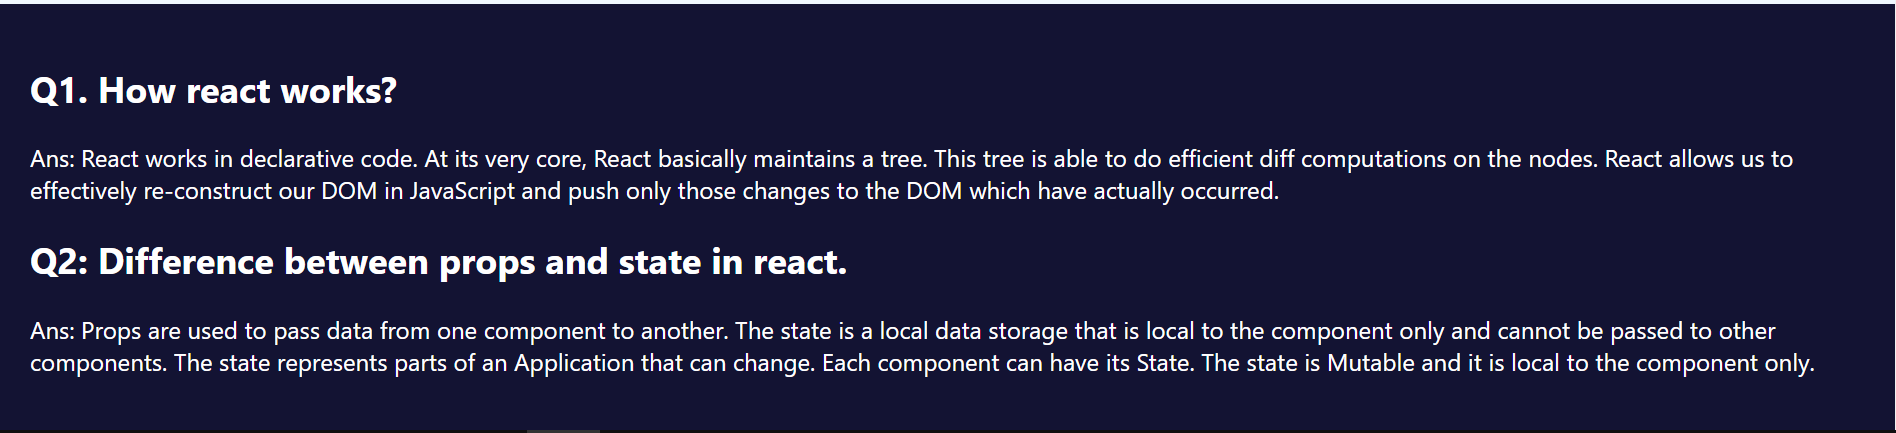 Q1. How react works?
Ans: React works in declarative code. At its very core, React basically maintains a tree. This tree is able to do efficient diff computations on the nodes. React allows us to
effectively re-construct our DOM in JavaScript and push only those changes to the DOM which have actually occurred.
Q2: Difference between props and state in react.
Ans: Props are used to pass data from one component to another. The state is a local data storage that is local to the component only and cannot be passed to other
components. The state represents parts of an Application that can change. Each component can have its State. The state is Mutable and it is local to the component only.